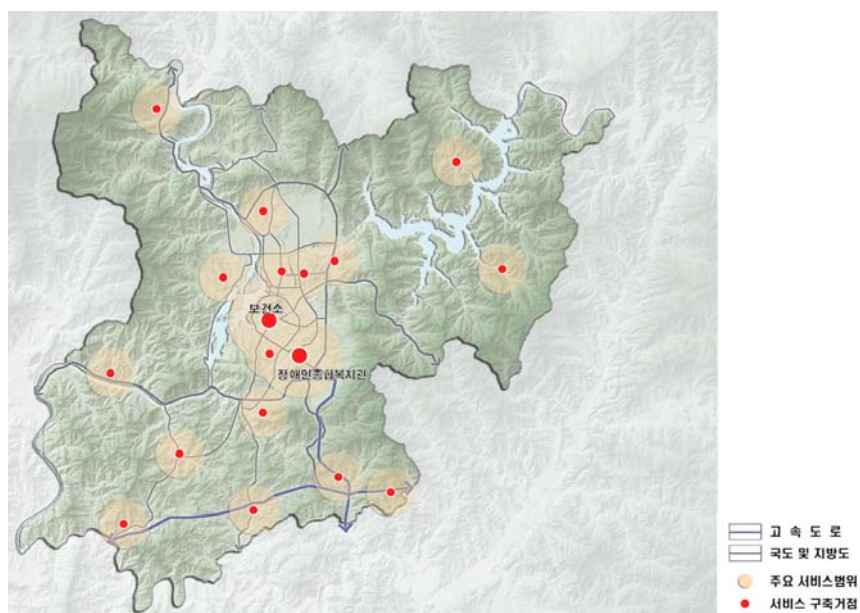 보건소
장애인종합복지관
고 속 도 로
국도 및 지방도
주요 서비스범위
서비스 구축거점